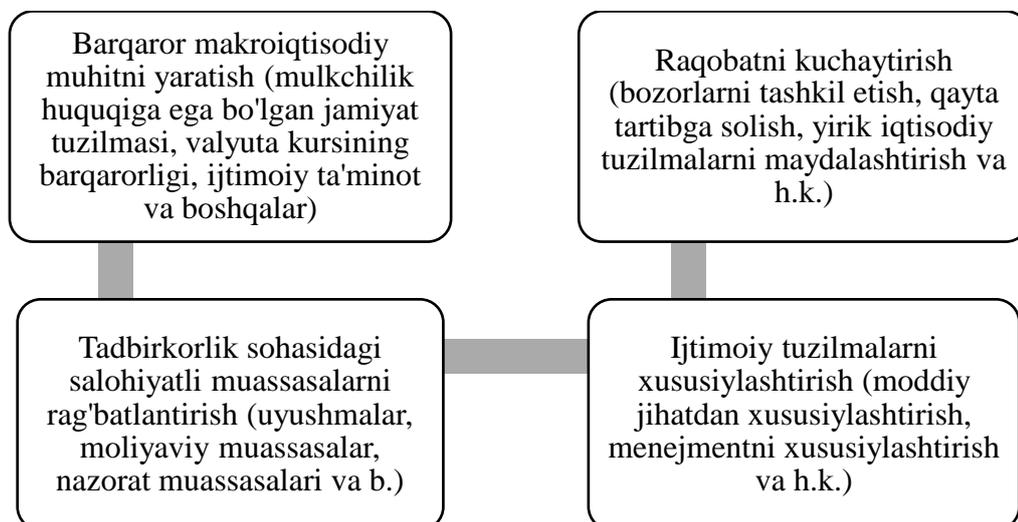 Barqaror makroiqtisodiy
muhitni yaratish (mulkchilik
huquqiga ega bo'lgan jamiyat
tuzilmasi, valyuta kursining
barqarorligi, ijtimoiy ta'minot
va boshqalar)
Tadbirkorlik sohasidagi
salohiyatli muassasalarni
rag'batlantirish (uyushmalar,
moliyaviy muassasalar,
nazorat muassasalari va b.)
Ijtimoiy tuzilmalarni
xususiylashtirish (moddiy
jihatdan xususiylashtirish,
menejmentni xususiylashtirish
va h.k.)
Raqobatni kuchaytirish
(bozorlarni tashkil etish, qayta
tartibga solish, yirik iqtisodiy
tuzilmalarni maydalashtirish va
h.k.)